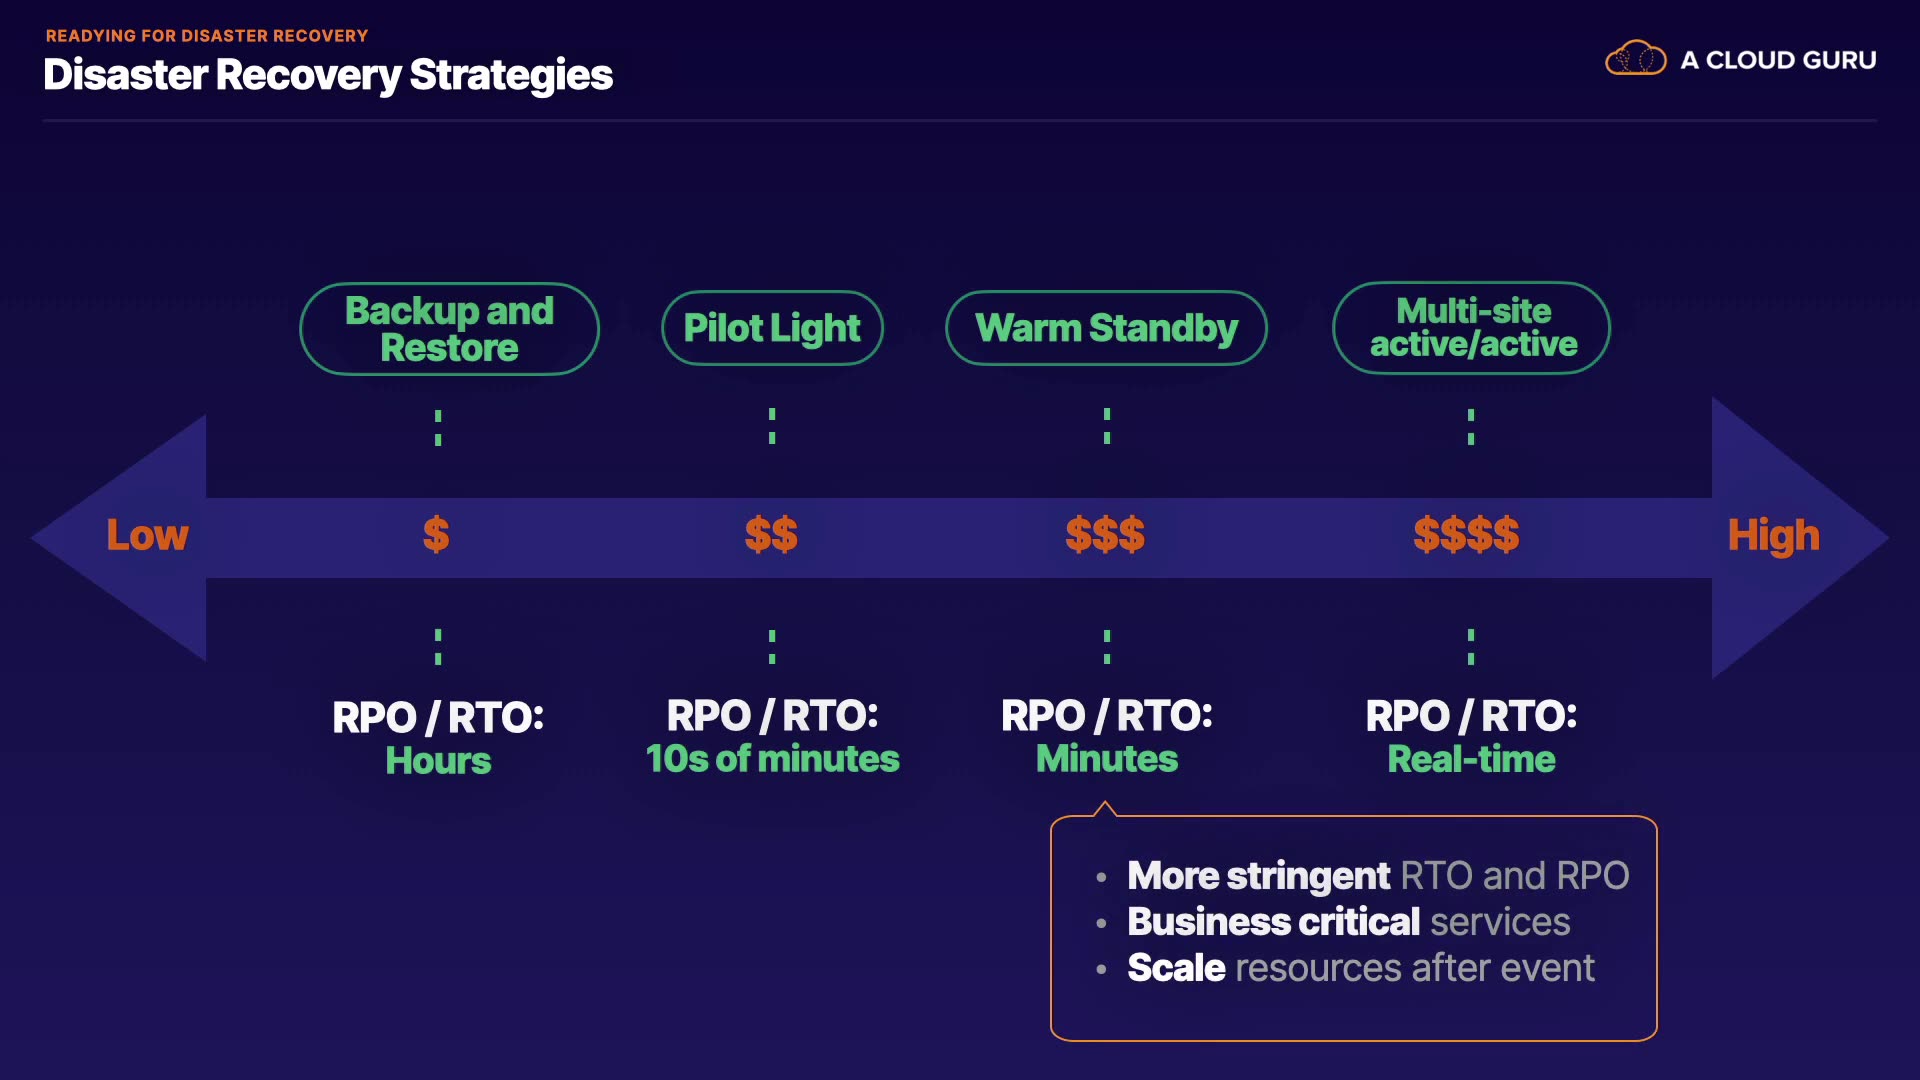 READYING FOR DISASTER RECOVERY
Disaster Recovery Strategies
A CLOUD GURU
Backup and
Restore
Pilot Light
Warm Standby
Multi-site
active/active
Low
$
$$
$$$
$$$$
High
RPO / RTO:
Hours
RPO / RTO:
10s of minutes
RPO / RTO:
Minutes
RPO / RTO:
Real-time
• More stringent RTO and RPO
• Business critical services
• Scale resources after event